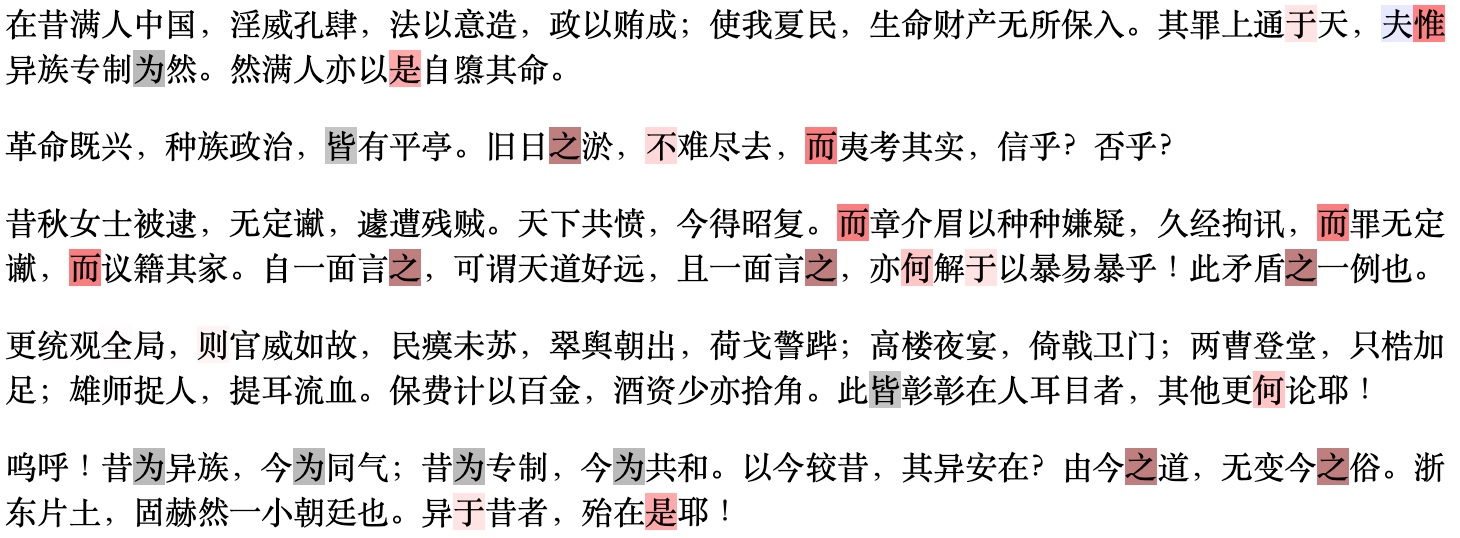 在昔满人中国，淫威孔肆，法以意造，政以贿成；使我夏民，生命财产无所保入。其罪上通于天，夫惟
异族专制为然。然满人亦以是自隳其命。
革命既兴，种族政治，皆有平亭。旧日之淤，不难尽去，而夷考其实，信乎？否乎？
昔秋女士被逮，无定谳，遽遭残贼。天下共愤，今得昭复。而章介眉以种种嫌疑，久经拘讯，而罪无定
谳，而议籍其家。自一面言之，可谓天道好远，且一面言之，亦何解于以暴易暴乎！此矛盾之一例也。
更统观全局，则官威如故，民瘼未苏，翠舆朝出，荷戈警跸；高楼夜宴，倚戟卫门；两曹登堂，只梏加
足；雄师捉人，提耳流血。保费计以百金，酒资少亦拾角。此皆彰彰在人耳目者，其他更何论耶！
呜呼！昔为异族，今为同气；昔为专制，今为共和。以今较昔，其异安在？由今之道，无变今之俗。浙
东片土，固赫然一小朝廷也。异于昔者，殆在是耶！